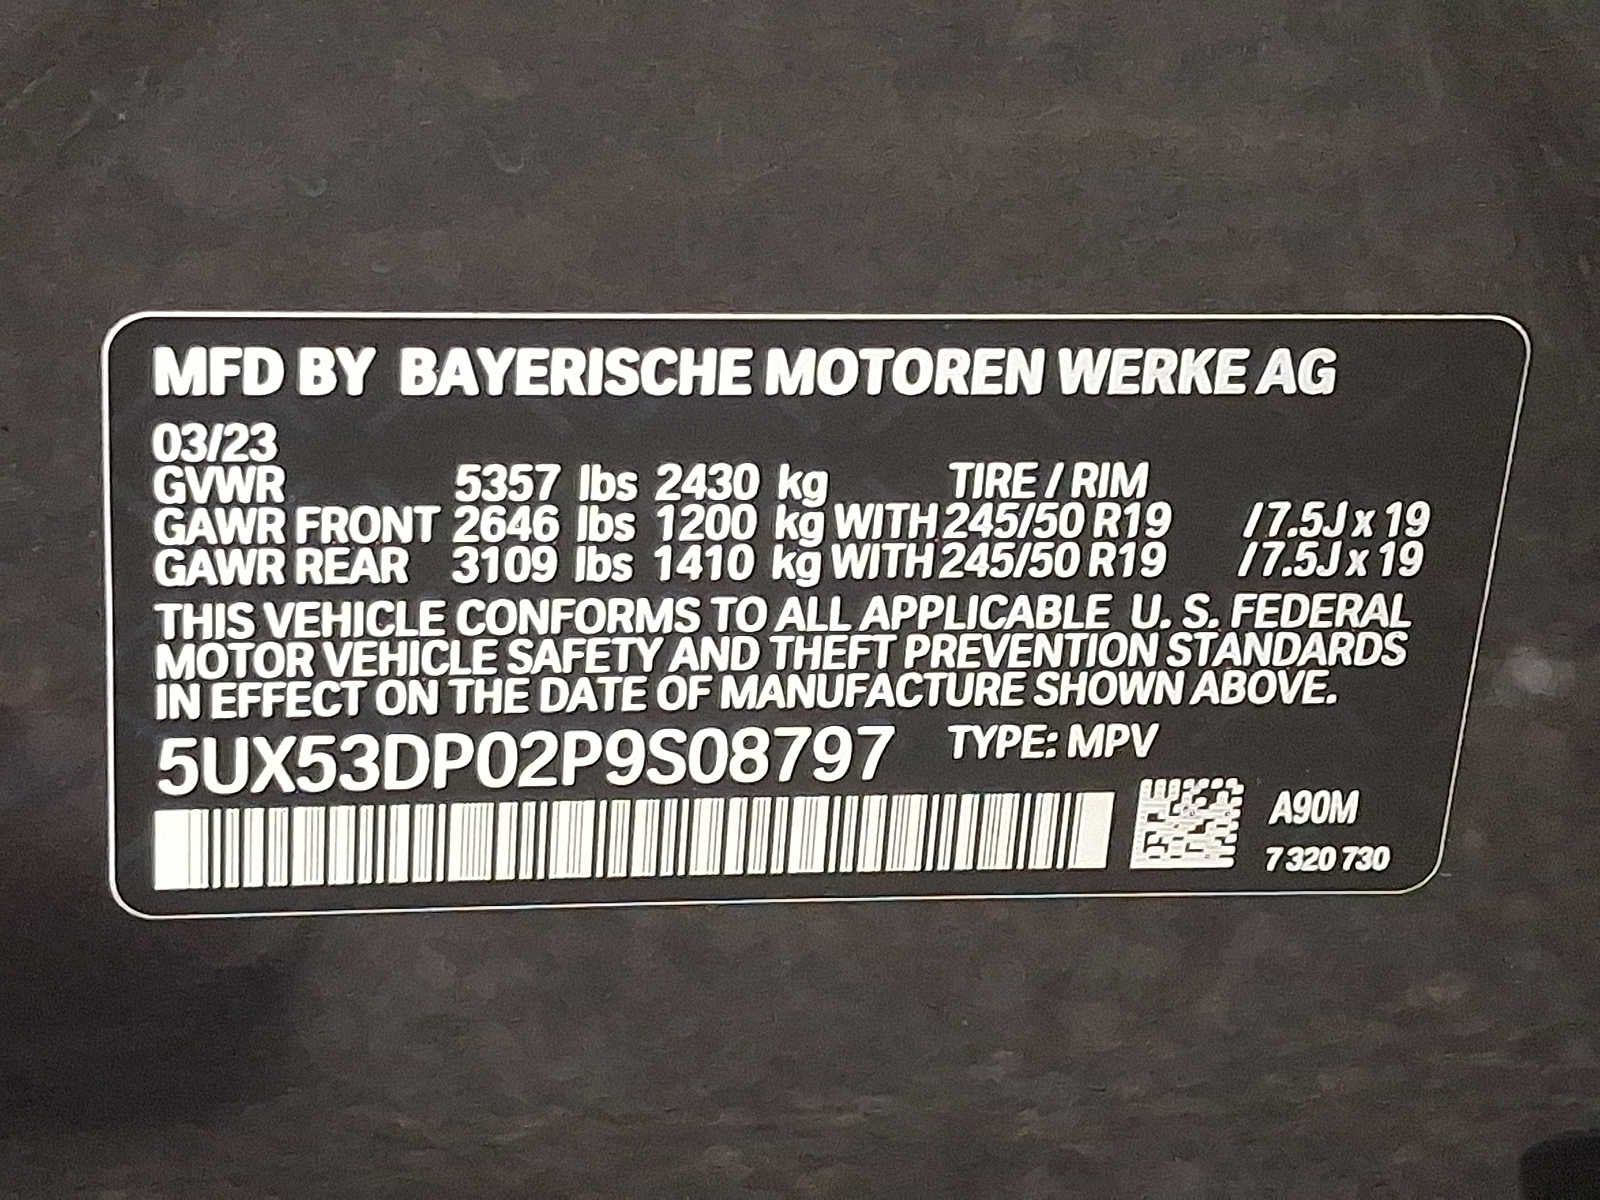 MFD BY BAYERISCHE MOTOREN WERKE AG
03/23
GVWR 5357 lbs 2430 kg TIRE / RIM
GAWR FRONT 2646 lbs 1200 kg WITH 245/50 R19 / 7.5J x 19
GAWR REAR 3109 lbs 1410 kg WITH 245/50 R19 / 7.5J x 19
THIS VEHICLE CONFORMS TO ALL APPLICABLE U. S. FEDERAL
MOTOR VEHICLE SAFETY AND THEFT PREVENTION STANDARDS
IN EFFECT ON THE DATE OF MANUFACTURE SHOWN ABOVE.
5UX53DP02P9S08797 TYPE: MPV
A90M
7 320 730